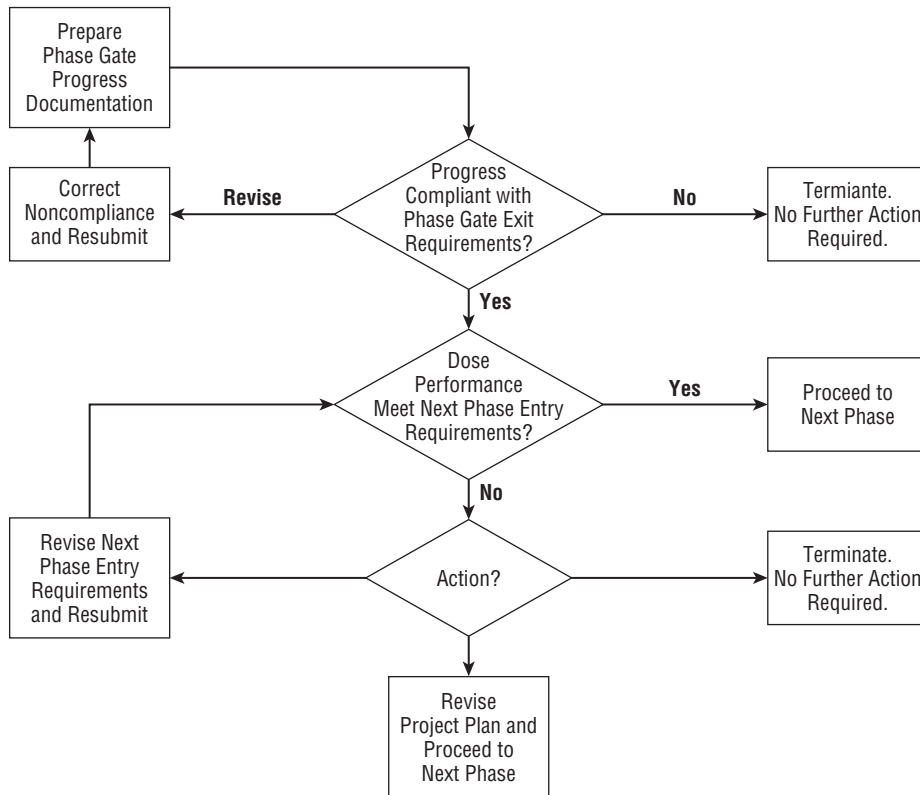 Prepare
Phase Gate
Progress
Documentation
Correct
Noncompliance
and Resubmit
Revise
Progress
Compliant with
Phase Gate Exit
Requirements?
No
Termiante.
No Further Action
Required.
Yes
Dose
Performance
Meet Next Phase Entry
Requirements?
Yes
Proceed to
Next Phase
No
Revise Next
Phase Entry
Requirements
and Resubmit
Action?
Terminate.
No Further Action
Required.
Revise
Project Plan and
Proceed to
Next Phase